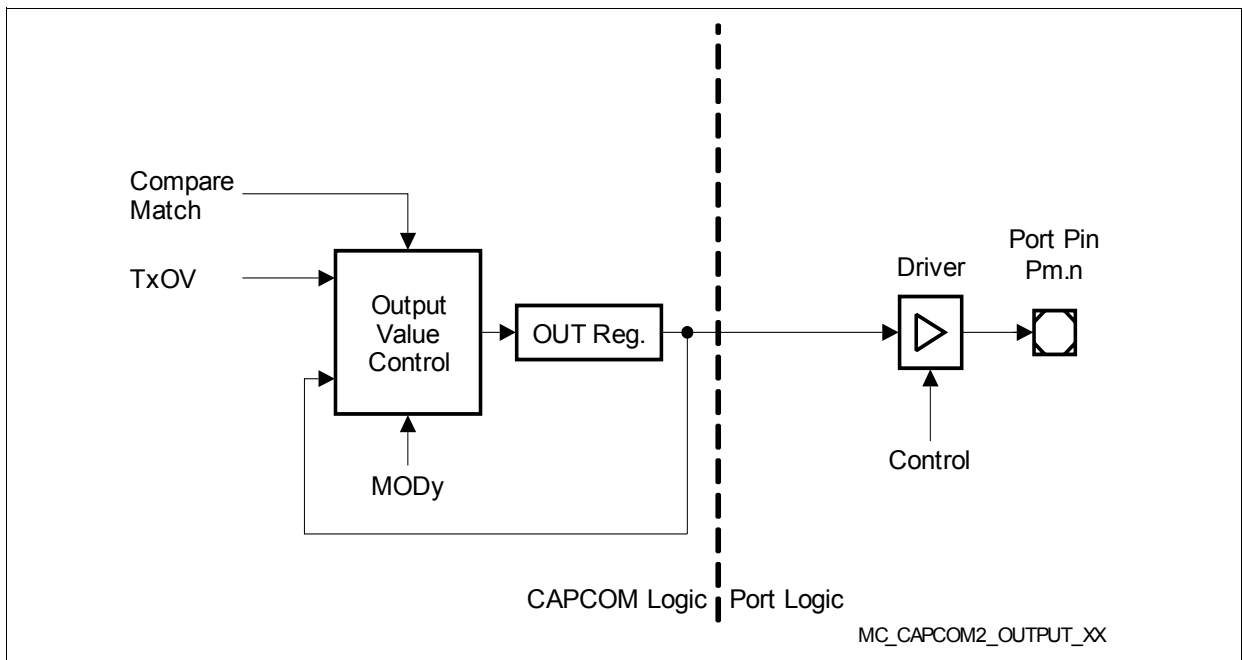 Compare
Match
TxOV
Output
Value
Control
OUT Reg.
MODy
Driver
Port Pin
Pm.n
Control
CAPCOM Logic
Port Logic
MC_CAPCOM2_OUTPUT_XX